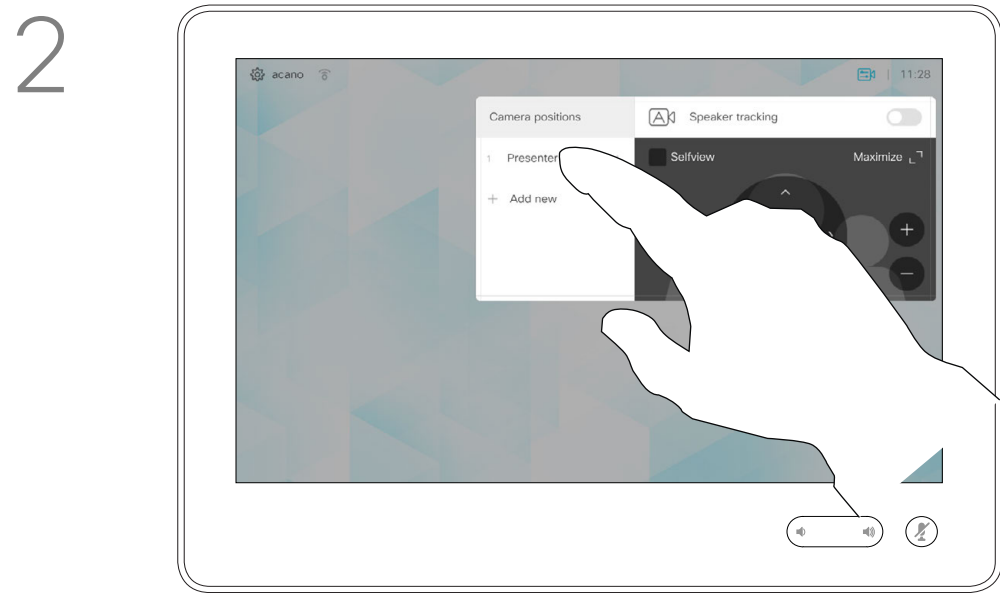 2
acano
11:28
Camera positions
Speaker tracking
1 Presenter
Selfview
Maximize
+ Add new